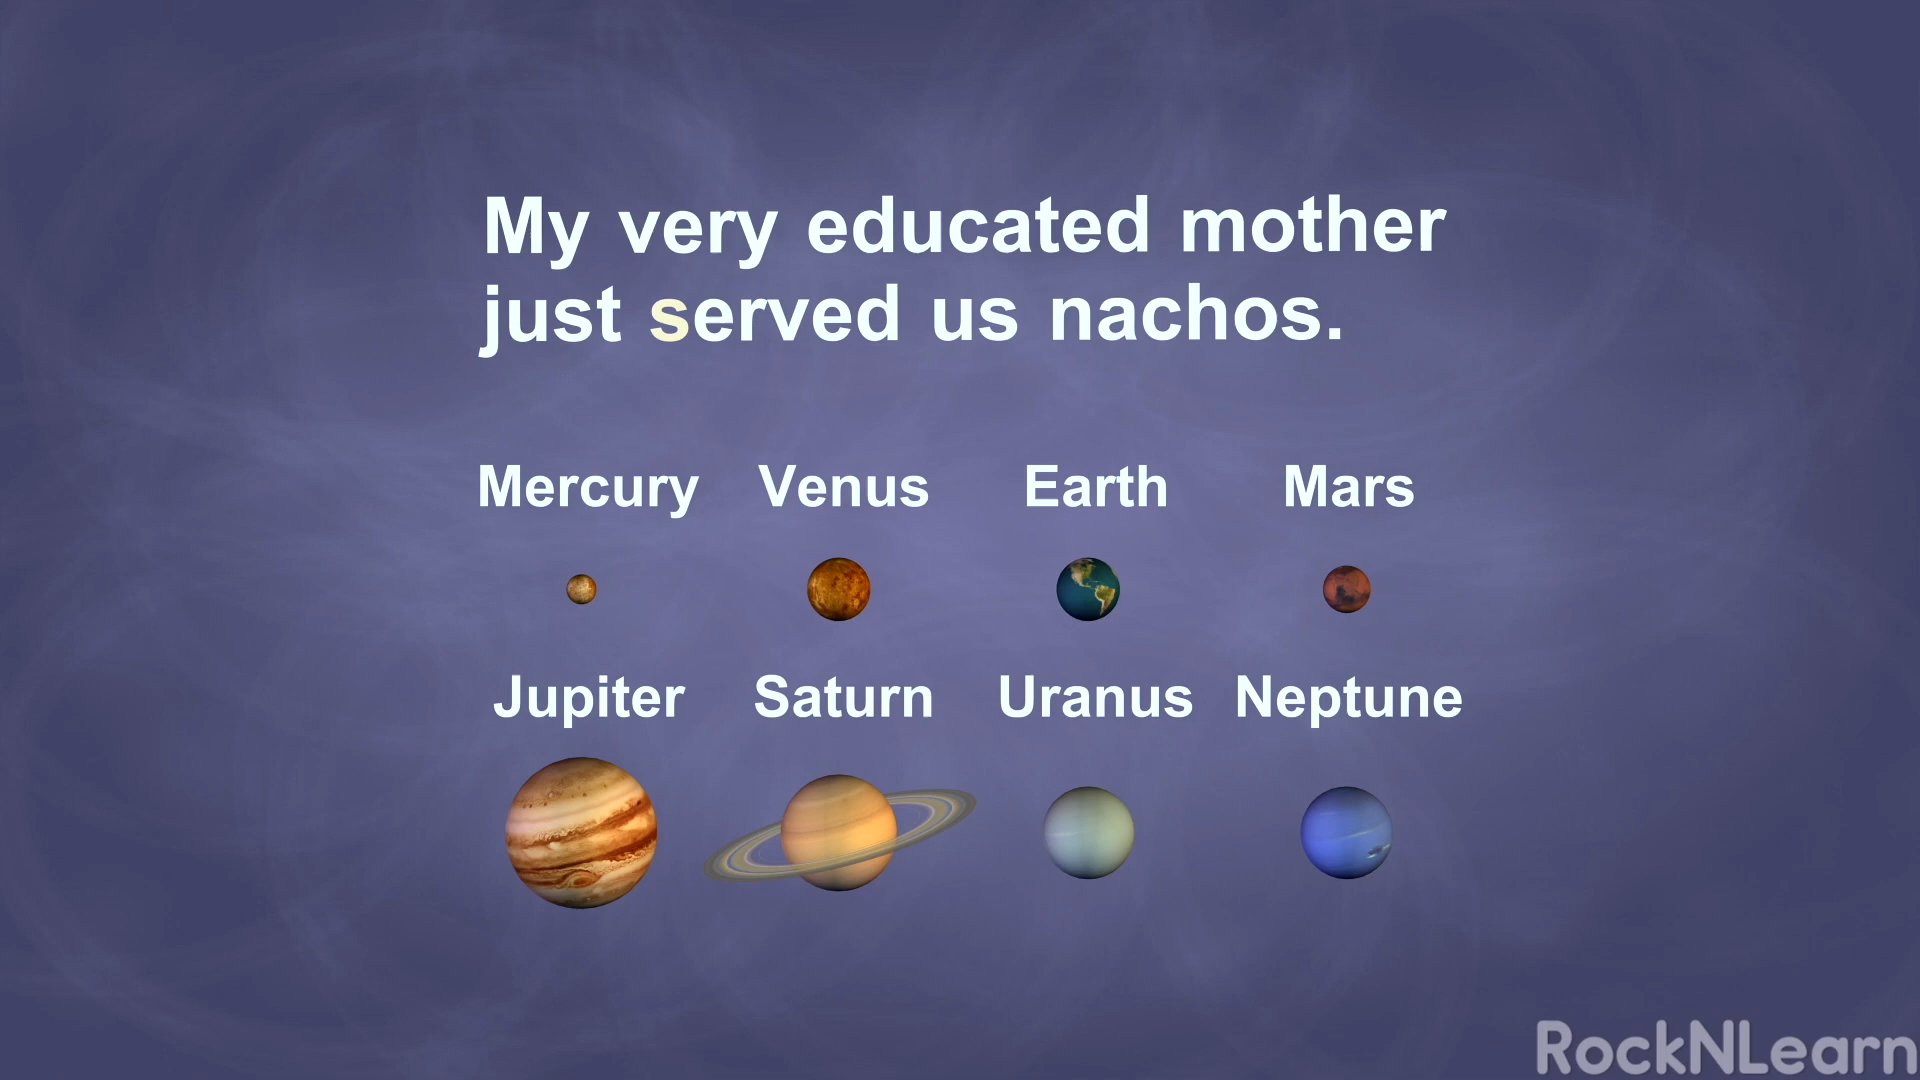 My very educated mother
just served us nachos.
Mercury Venus Earth Mars
Jupiter Saturn Uranus Neptune
RockNLearn